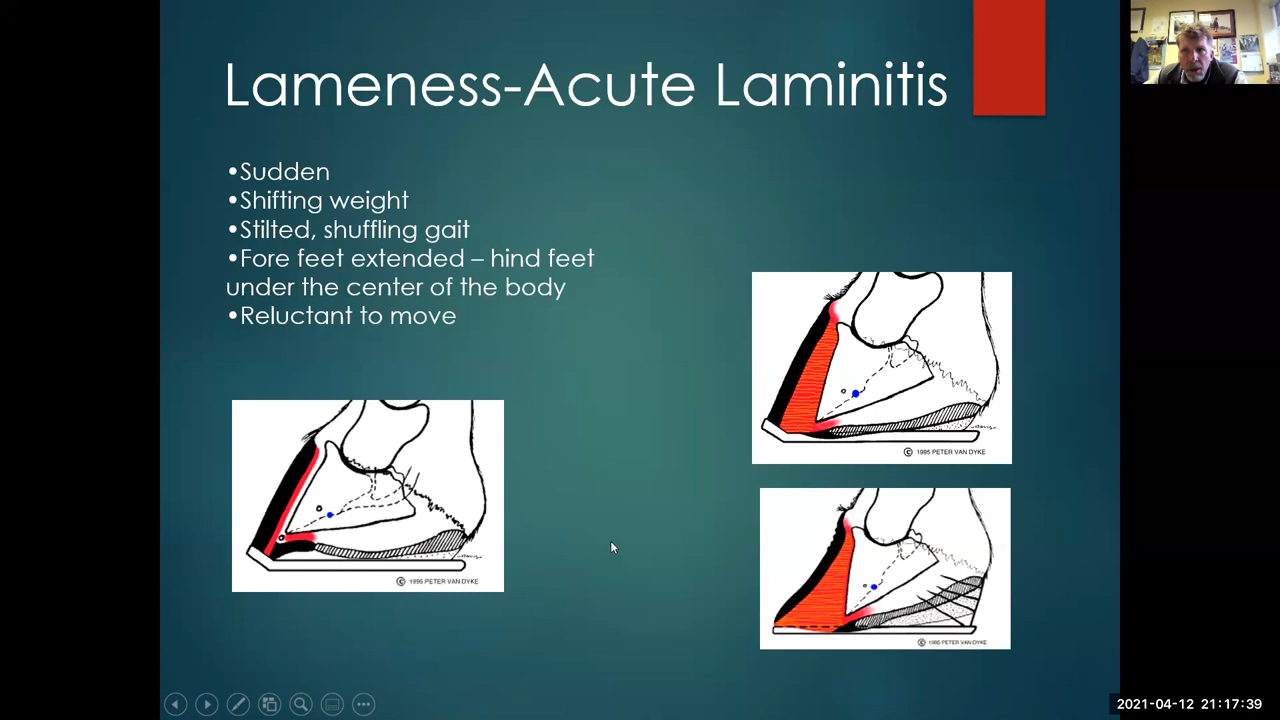 Lameness-Acute Laminitis
•Sudden
•Shifting weight
•Stilted, shuffling gait
•Fore feet extended – hind feet
under the center of the body
•Reluctant to move
© 1995 PETER VAN DYKE
© 1995 PETER VAN DYKE
© 1995 PETER VAN DYKE
2021-04-12 21:17:39